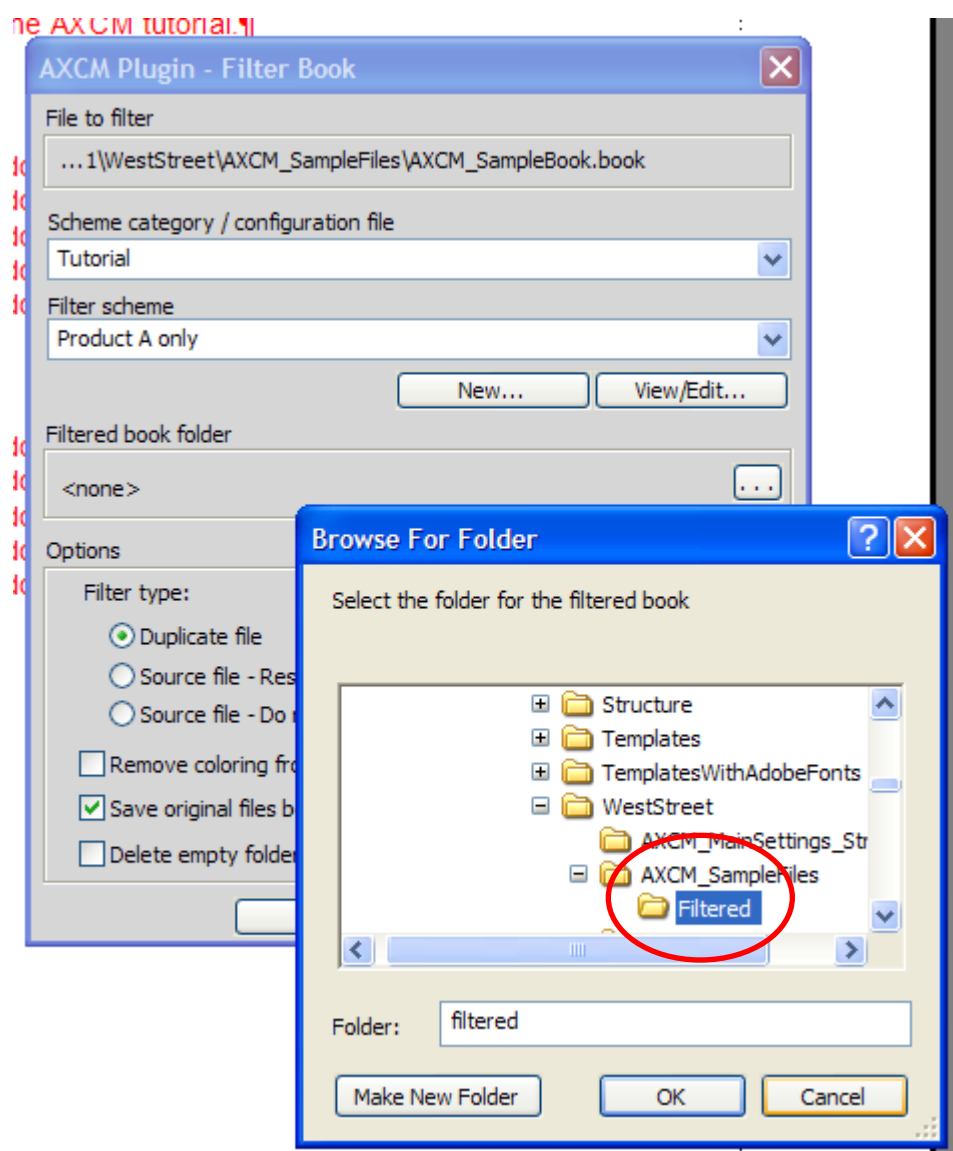 ne AXCM tutorial.¶
AXCM Plugin - Filter Book
File to filter
...1\WestStreet\AXCM_SampleFiles\AXCM_SampleBook.book
Scheme category / configuration file
Tutorial
Filter scheme
Product A only
New...
View/Edit...
Filtered book folder
<none>
...
Options
Filter type:
Duplicate file
Source file - Res
Source file - Do
Remove coloring fro
Save original files b
Delete empty folder
Browse For Folder
?
Select the folder for the filtered book
Structure
Templates
TemplatesWithAdobeFonts
WestStreet
AXCM_MainSettings_Str
AXCM_SampleFiles
Filtered
Folder:
filtered
Make New Folder
OK
Cancel